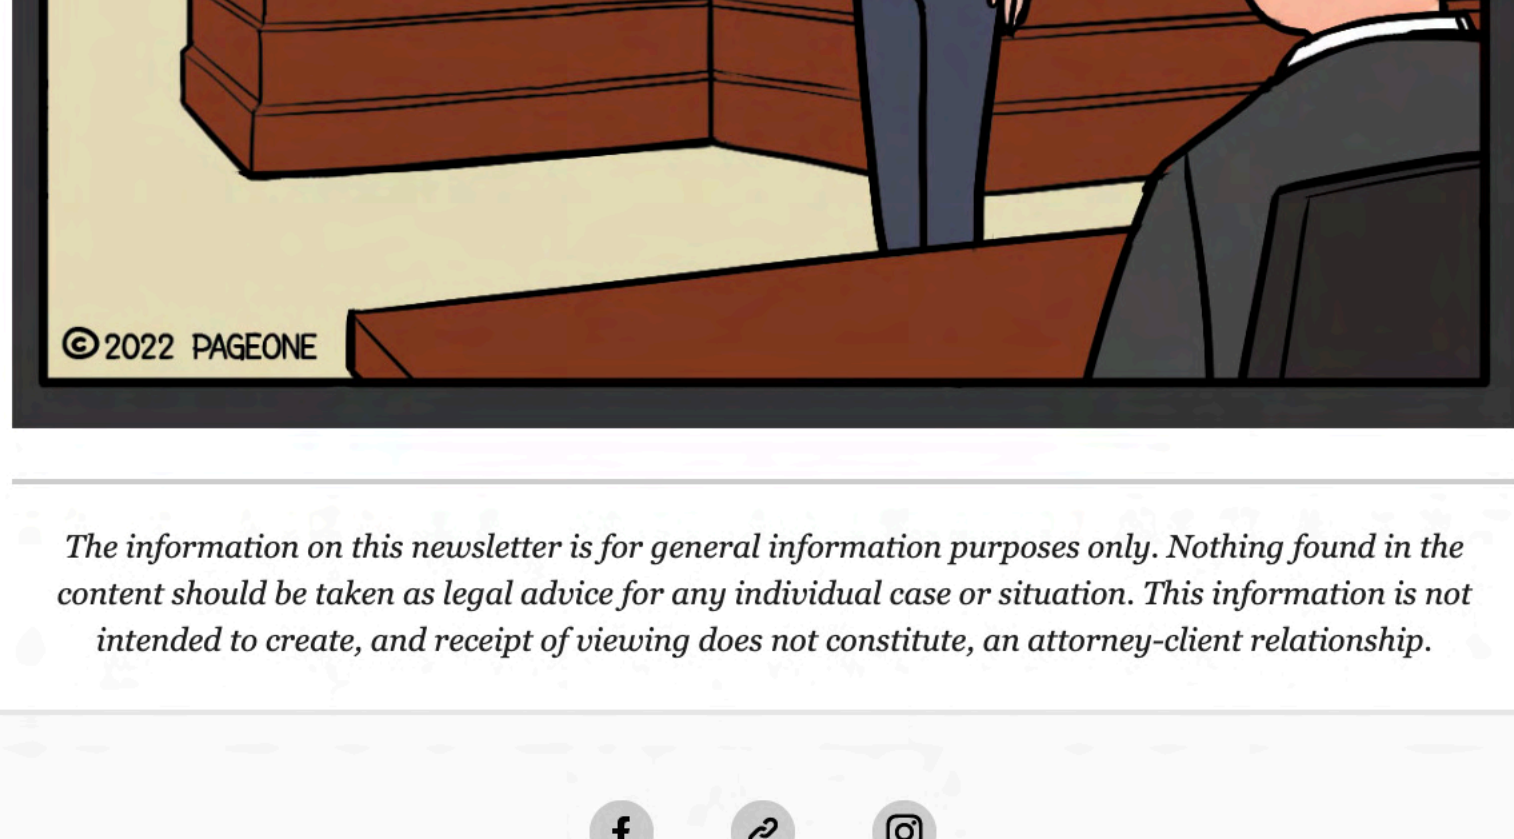 ©2022 PAGEONE
The information on this newsletter is for general information purposes only. Nothing found in the
content should be taken as legal advice for any individual case or situation. This information is not
intended to create, and receipt of viewing does not constitute, an attorney-client relationship.